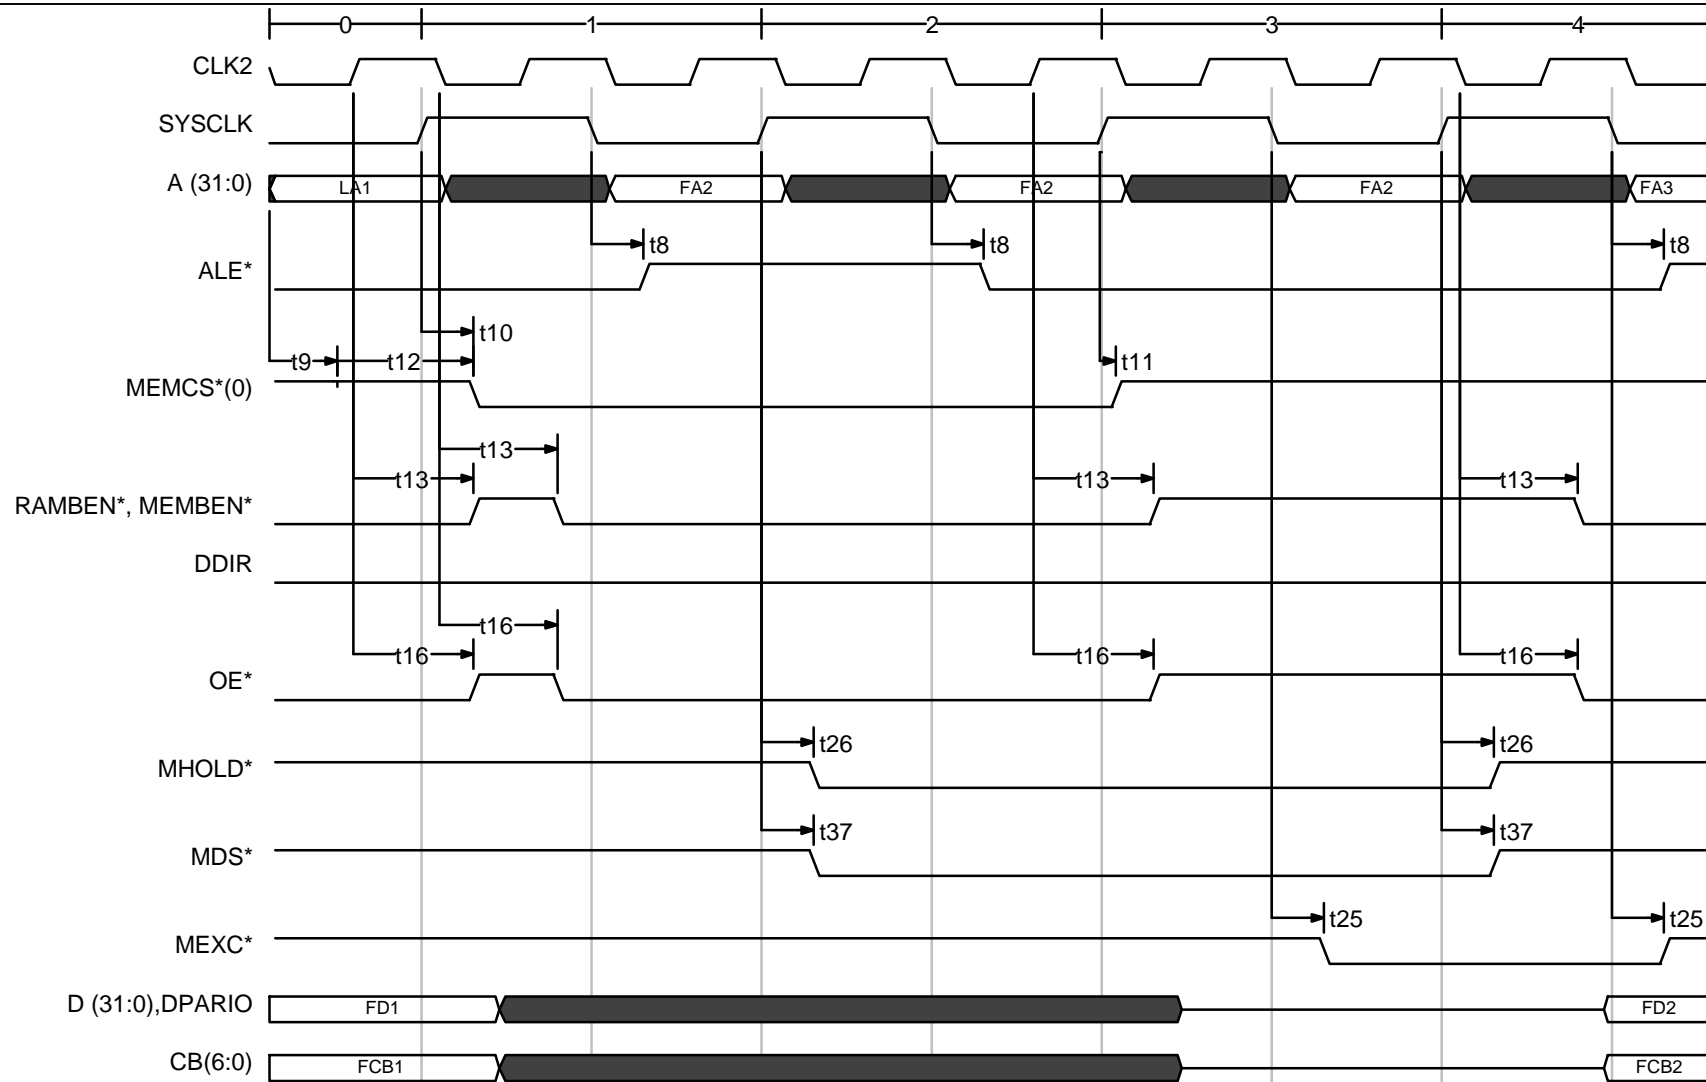 0 1 2 3 4
CLK2
SYSCLK
A (31:0) LA1 FA2 FA2 FA2 FA3
t8 t8 t8
ALE*
t10
t9 t12 t11
MEMCS*(0)
t13
t13 t13 t13
RAMBEN*, MEMBEN*
DDIR
t16
t16 t16 t16
OE*
t26 t26
MHOLD*
t37 t37
MDS*
t25 t25
MEXC*
D (31:0),DPARIO FD1 FD2
CB(6:0) FCB1 FCB2